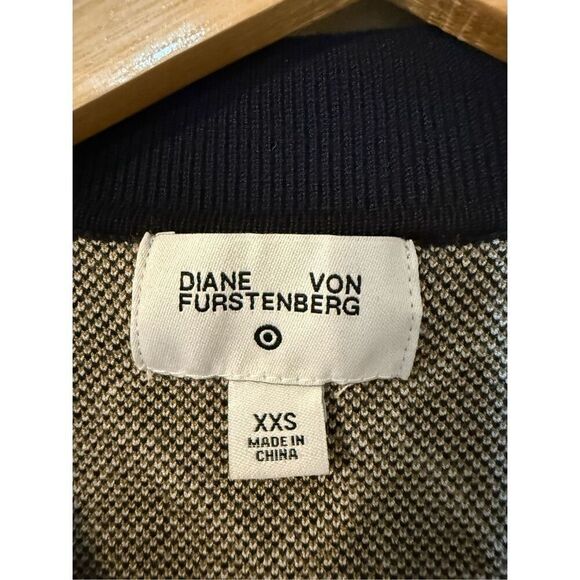 DIANE VON
FURSTENBERG
XXS
MADE IN
CHINA